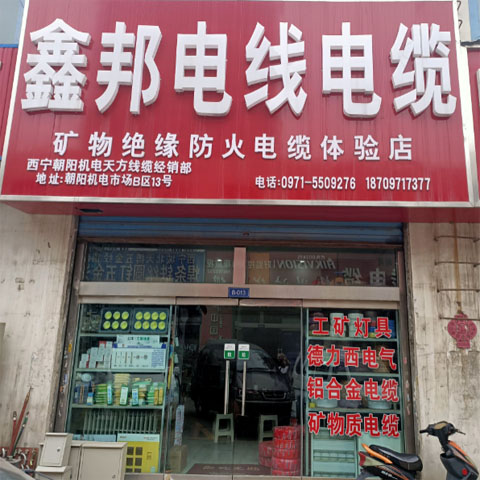 鑫邦电线电缆
矿物绝缘防火电缆体验店
西宁朝阳机电天方线缆经销部
地址:朝阳机电市场B区13号
电话:0971-5509276 18709717377
B-013
工矿灯具
德力西电气
铝合金电缆
矿物质电缆